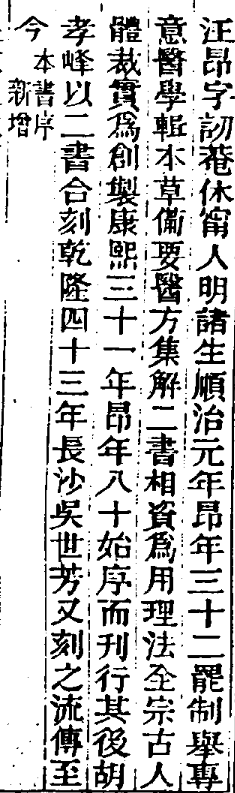 汪昂字訒菴休甯人明諸生順治元年昂年三十二罷制舉專
意醫學輯本草備要醫方集解二書相資爲用理法全宗古人
體裁實爲創製康熙三十一年昂年八十始序而刊行其後胡
孝峰以二書合刻乾隆四十三年長沙吳世芳又刻之流傳至
今本書序
新增